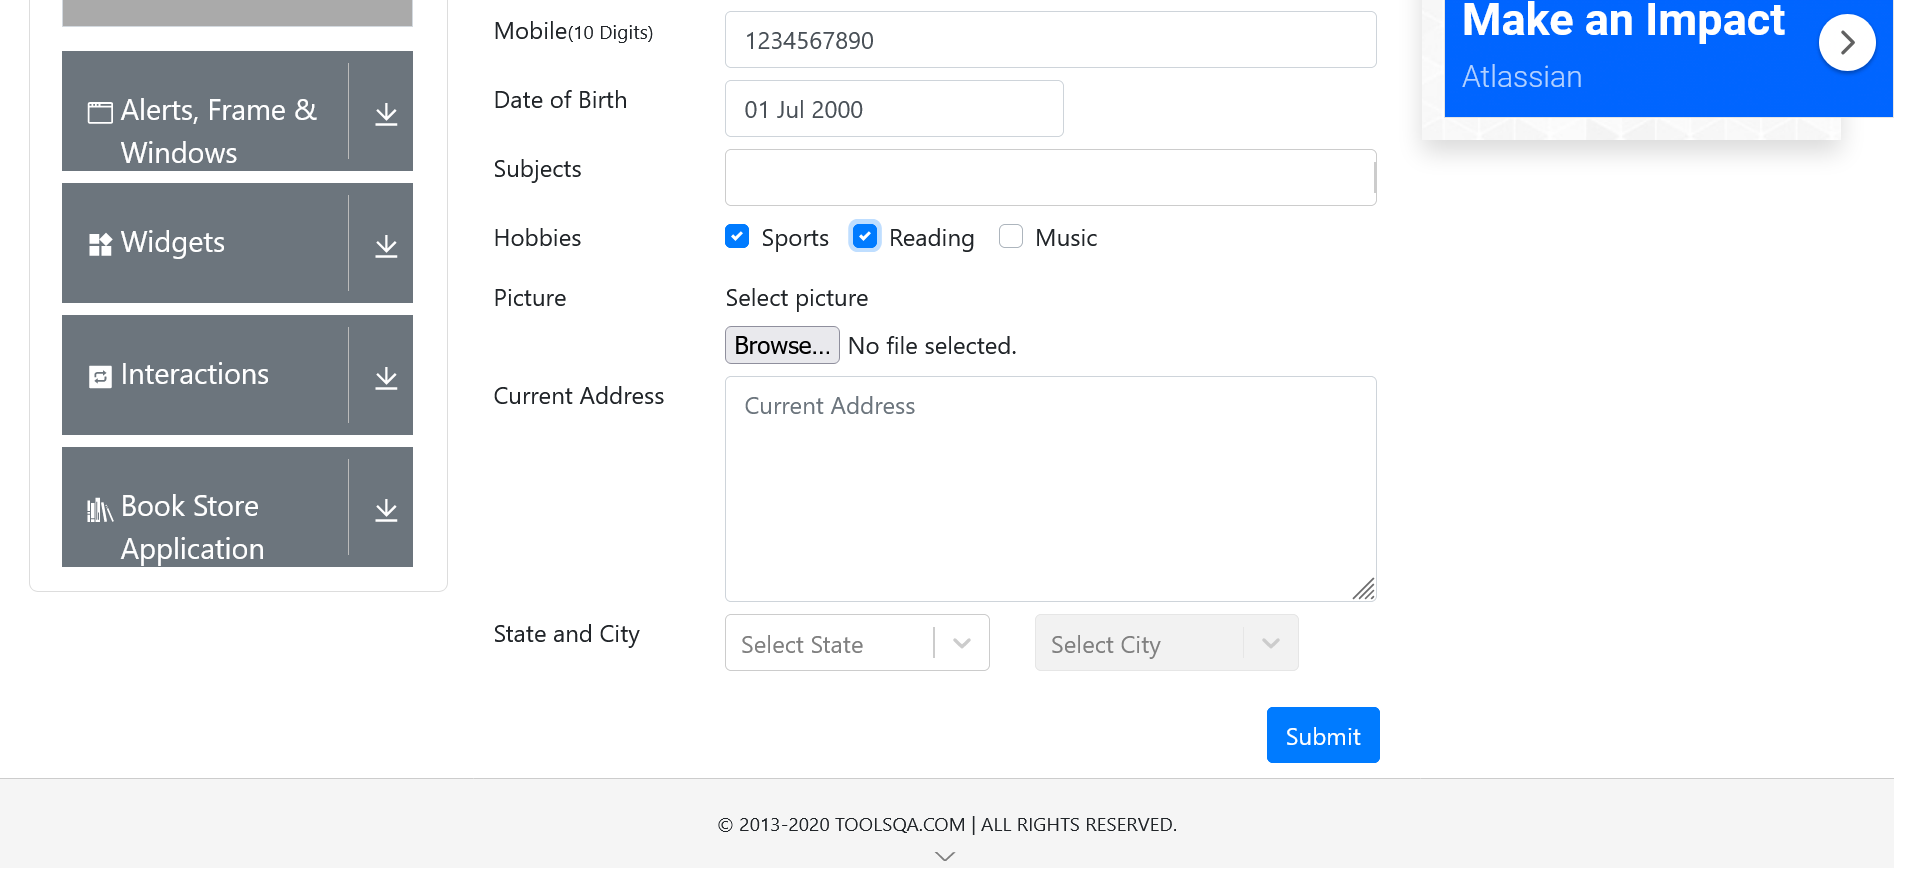 Alerts, Frame &
Windows
Widgets
Interactions
Book Store
Application
Mobile(10 Digits)
1234567890
Date of Birth
01 Jul 2000
Subjects
Hobbies
Sports Reading Music
Picture
Select picture
Browse... No file selected.
Current Address
Current Address
State and City
Select State
Select City
Submit
Make an Impact
Atlassian
© 2013-2020 TOOLSQA.COM | ALL RIGHTS RESERVED.